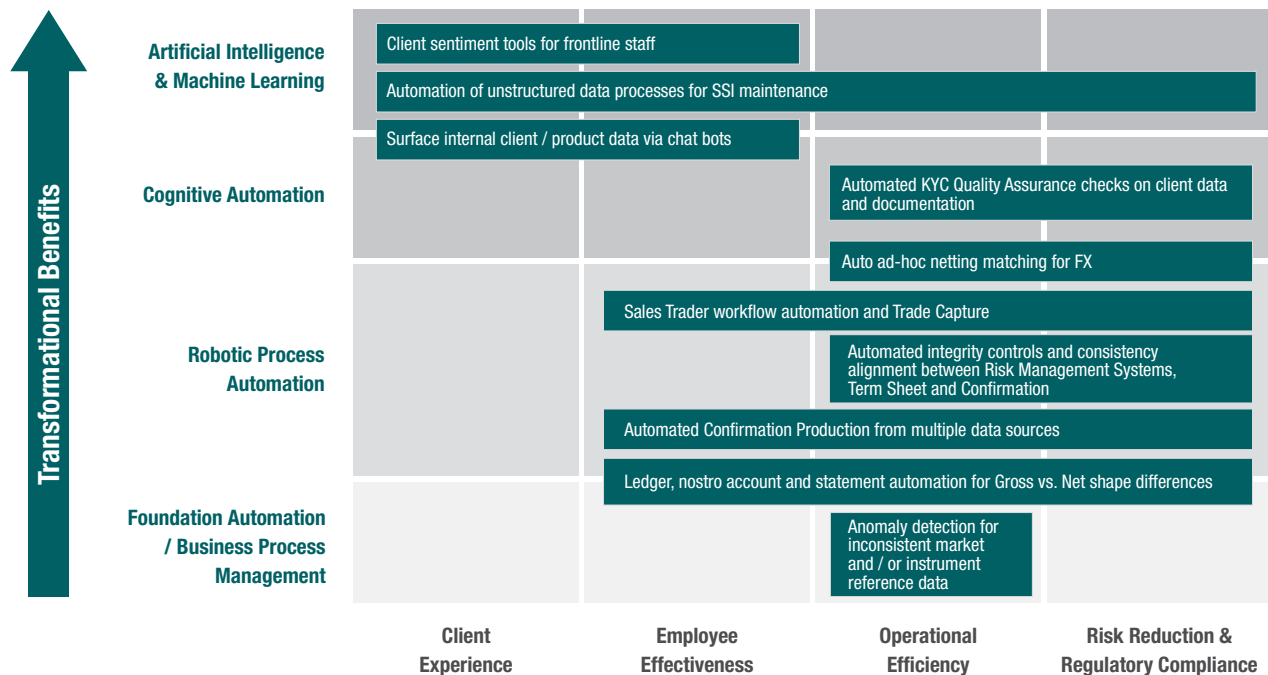 Transformational Benefits
Artificial Intelligence
& Machine Learning
Client sentiment tools for frontline staff
Automation of unstructured data processes for SSI maintenance
Surface internal client / product data via chat bots
Cognitive Automation
Automated KYC Quality Assurance checks on client data
and documentation
Auto ad-hoc netting matching for FX
Robotic Process
Automation
Sales Trader workflow automation and Trade Capture
Automated integrity controls and consistency
alignment between Risk Management Systems,
Term Sheet and Confirmation
Automated Confirmation Production from multiple data sources
Ledger, nostro account and statement automation for Gross vs. Net shape differences
Foundation Automation
/ Business Process
Management
Anomaly detection for
inconsistent market
and / or instrument
reference data
Client
Experience
Employee
Effectiveness
Operational
Efficiency
Risk Reduction &
Regulatory Compliance